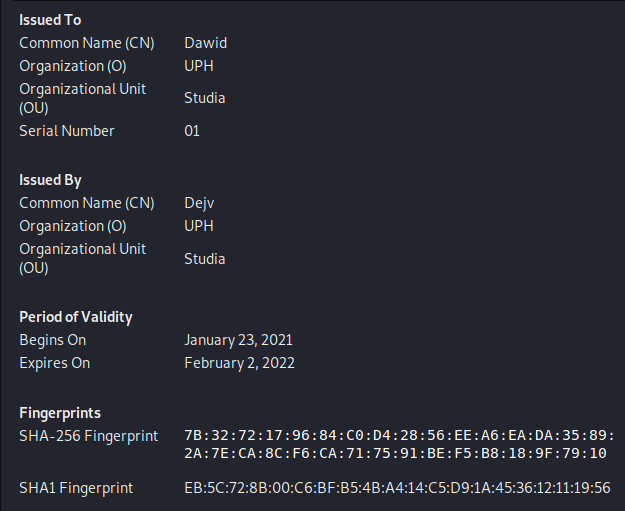 Issued To
Common Name (CN) Dawid
Organization (O) UPH
Organizational Unit (OU) Studia
Serial Number 01
Issued By
Common Name (CN) Dejv
Organization (O) UPH
Organizational Unit (OU) Studia
Period of Validity
Begins On January 23, 2021
Expires On February 2, 2022
Fingerprints
SHA-256 Fingerprint 7B:32:72:17:96:84:C0:D4:28:56:EE:A6:EA:DA:35:89:
2A:7E:CA:8C:F6:CA:71:75:91:BE:F5:B8:18:9F:79:10
SHA1 Fingerprint EB:5C:72:8B:00:C6:BF:B5:4B:A4:14:C5:D9:1A:45:36:12:11:19:56